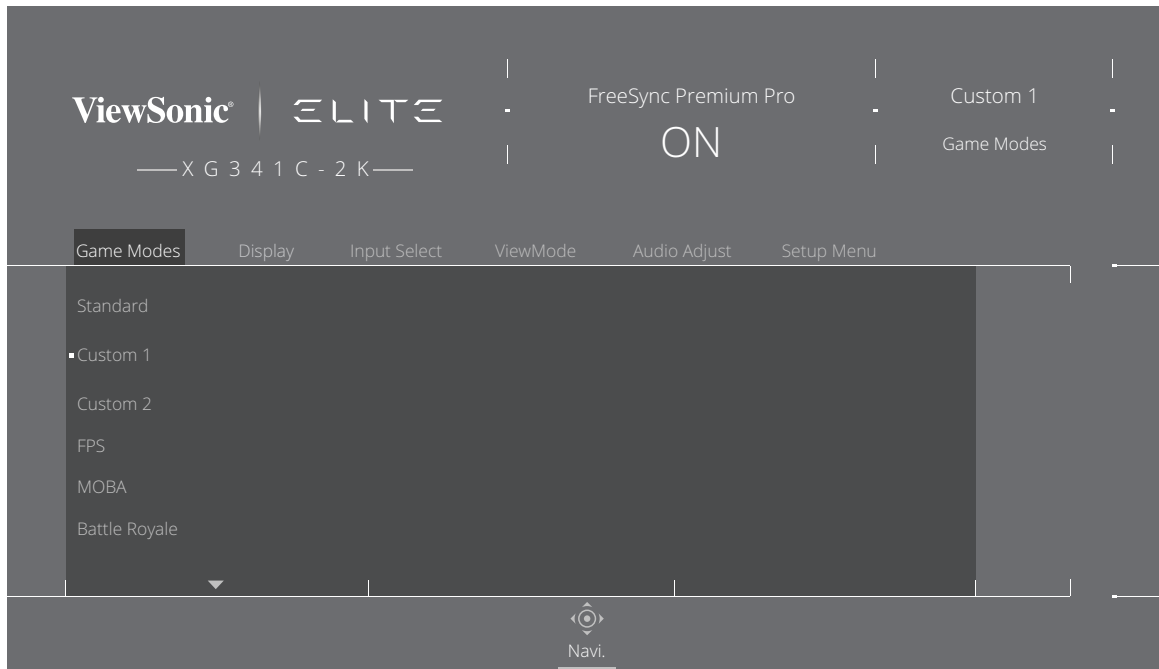 ViewSonic® ELITE
XG341C-2K
FreeSync Premium Pro
ON
Custom 1
Game Modes
Game Modes Display Input Select ViewMode Audio Adjust Setup Menu
Standard
Custom 1
Custom 2
FPS
MOBA
Battle Royale
Navi.